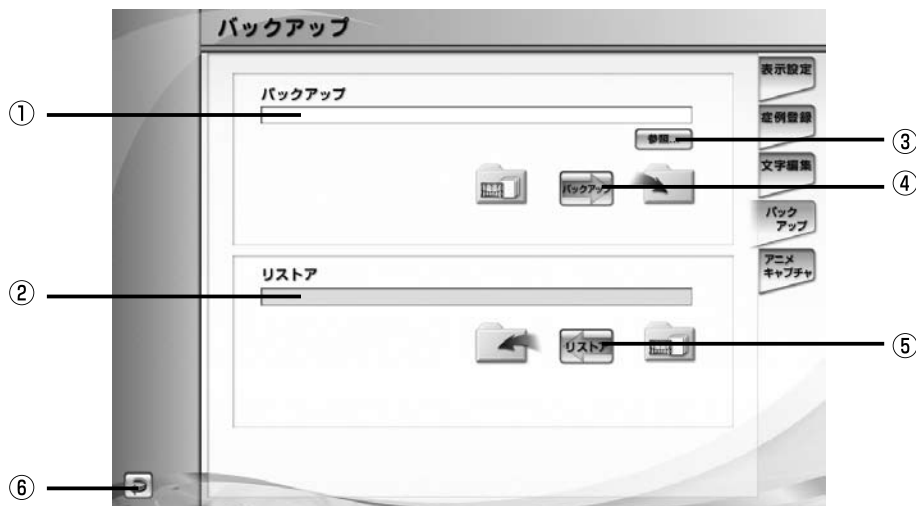 バックアップ
表示設定
バックアップ
①
症例登録
参照...
③
文字編集
バックアップ
④
バック
アップ
アニメ
キャプチャ
リストア
②
リストア
⑤
⑥